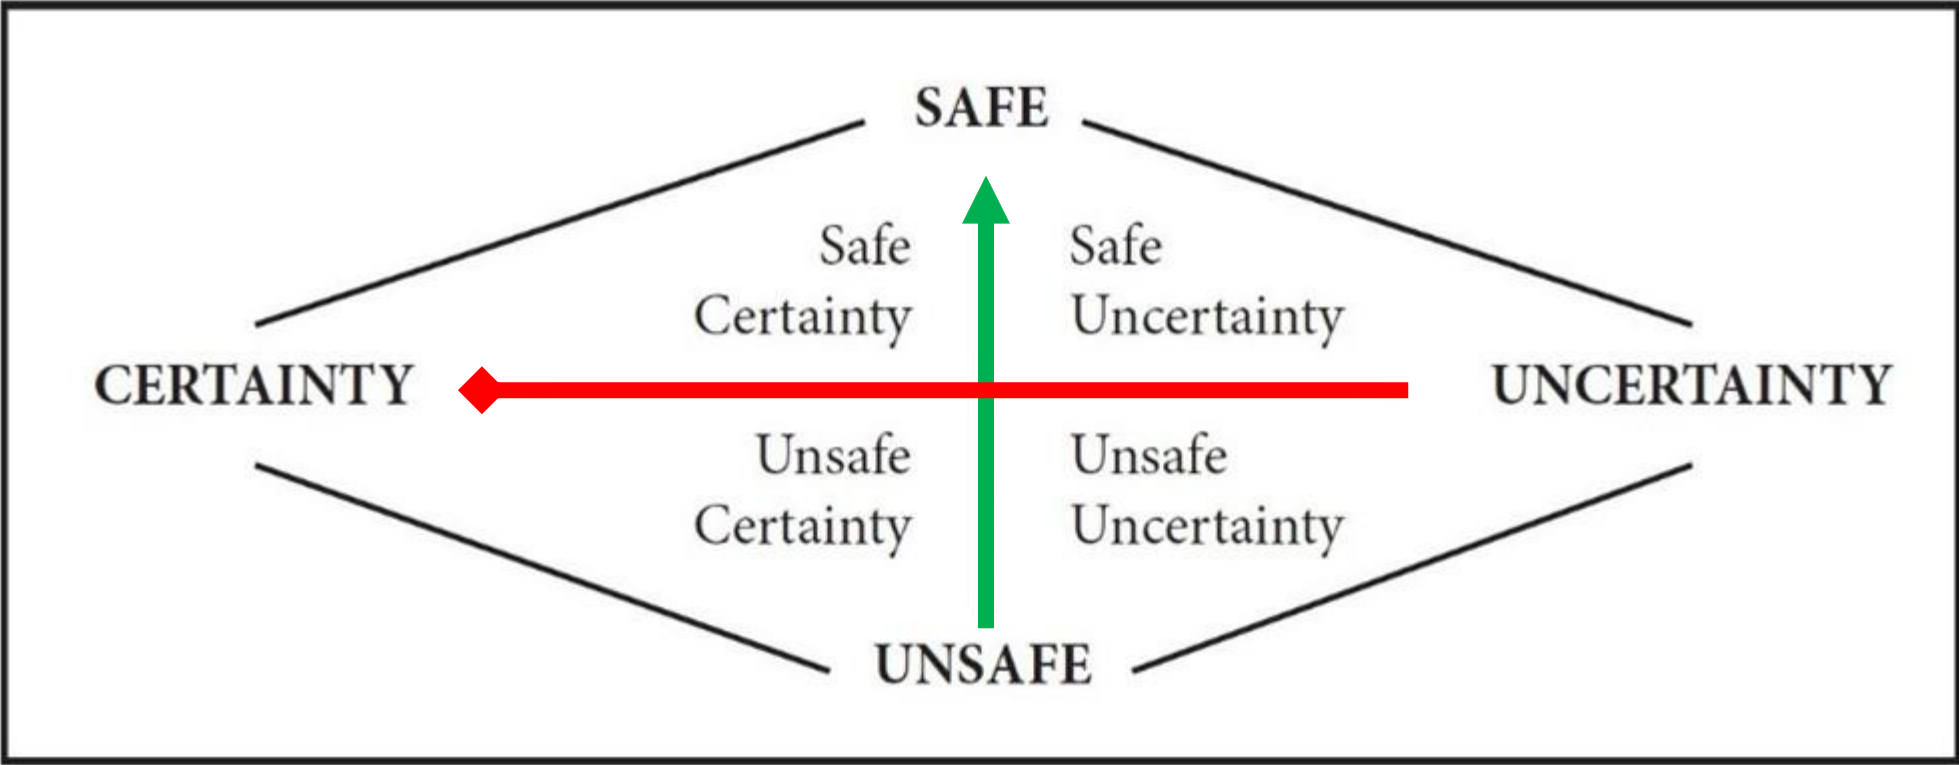 SAFE
Safe
Certainty
Safe
Uncertainty
CERTAINTY
UNCERTAINTY
Unsafe
Certainty
Unsafe
Uncertainty
UNSAFE